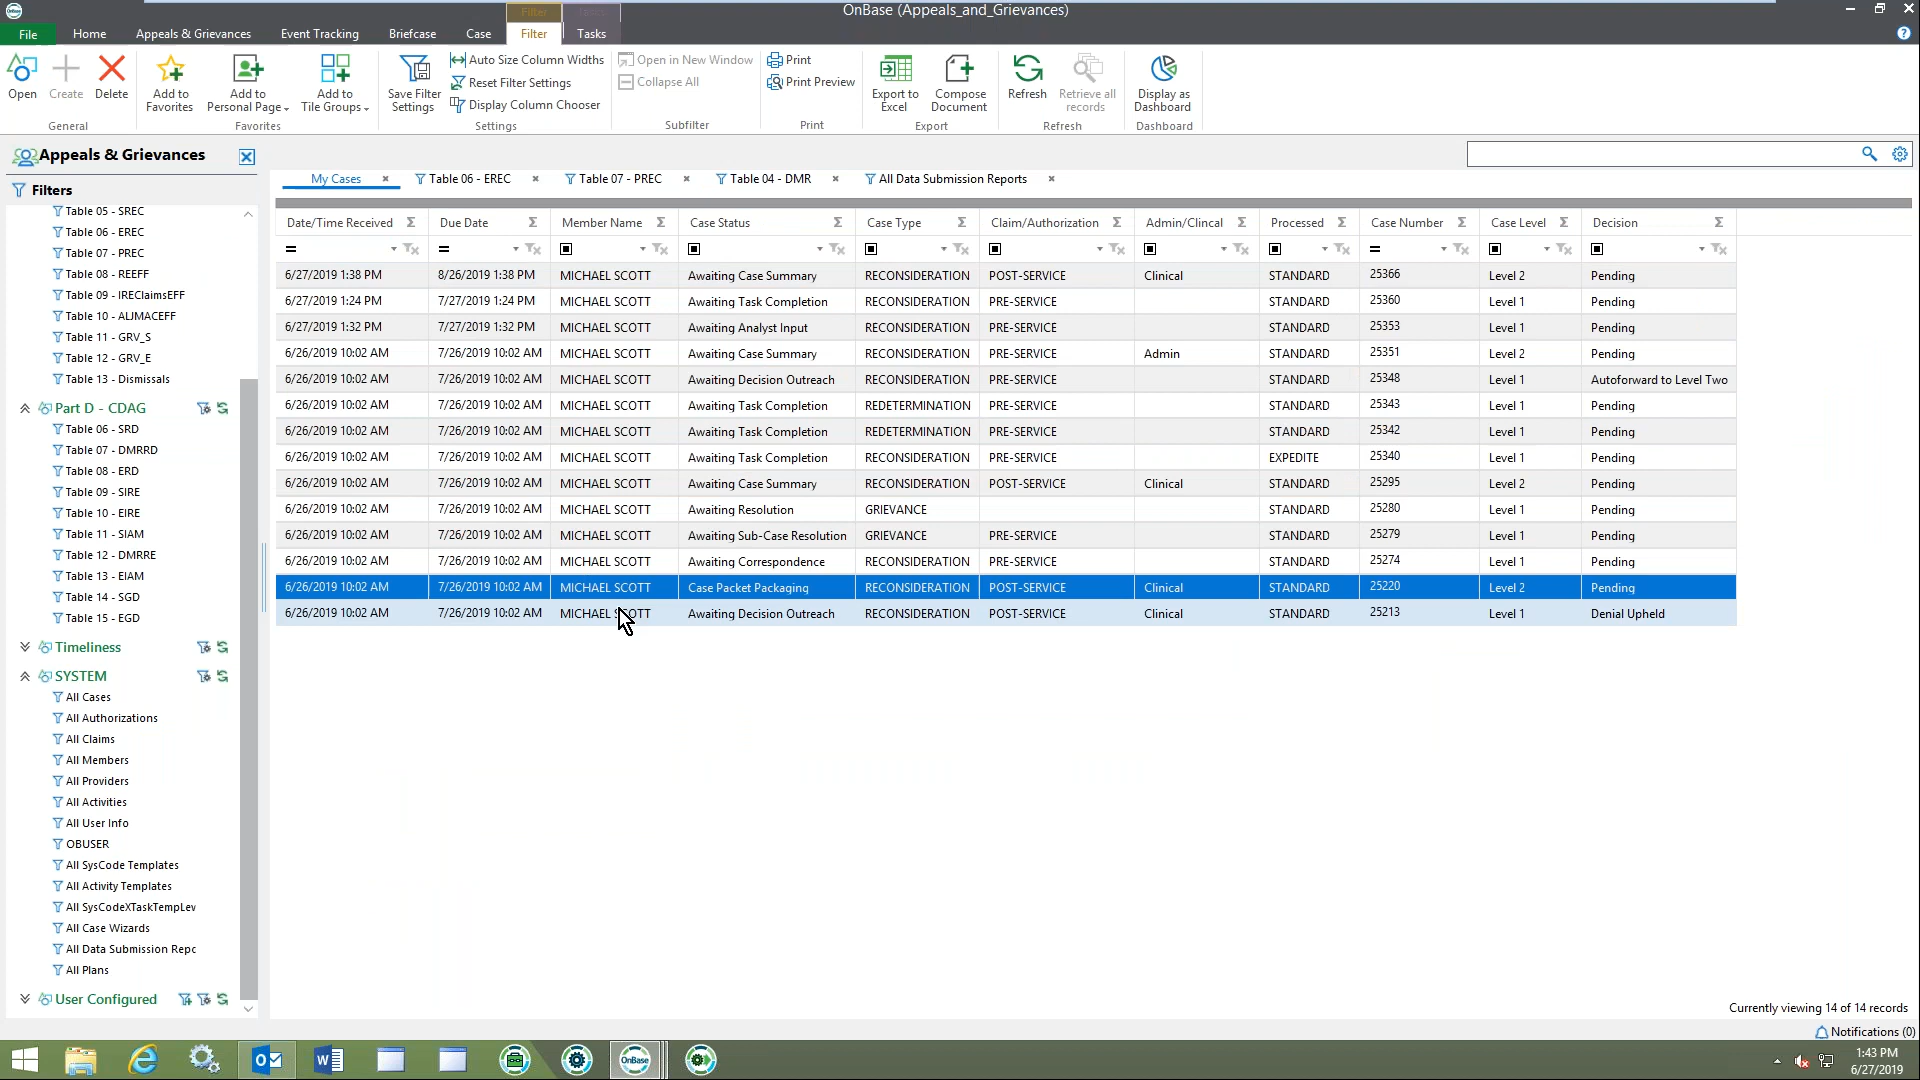 OnBase (Appeals_and_Grievances)
Filter
File Home Appeals & Grievances Event Tracking Briefcase Case Filter Tasks
Open Create Delete
General
Add to Favorites
Add to Personal Page
Add to Tile Groups
Favorites
Save Filter Settings
Auto Size Column Widths
Reset Filter Settings
Display Column Chooser
Settings
Open in New Window
Collapse All
Subfilter
Print
Print Preview
Print
Export to Excel
Compose Document
Export
Refresh
Retrieve all records
Refresh
Display as Dashboard
Dashboard
Appeals & Grievances
Filters
Table 05 - SREC
Table 06 - EREC
Table 07 - PREC
Table 08 - REEFF
Table 09 - IREClaimsEFF
Table 10 - ALJMACEFF
Table 11 - GRV_S
Table 12 - GRV_E
Table 13 - Dismissals
Part D - CDAG
Table 06 - SRD
Table 07 - DMRRD
Table 08 - ERD
Table 09 - SIRE
Table 10 - EIRE
Table 11 - SIAM
Table 12 - DMRRE
Table 13 - EIAM
Table 14 - SGD
Table 15 - EGD
Timeliness
SYSTEM
All Cases
All Authorizations
All Claims
All Members
All Providers
All Activities
All User Info
OBUSER
All SysCode Templates
All Activity Templates
All SysCodeXTaskTempLev
All Case Wizards
All Data Submission Repc
All Plans
User Configured
My Cases Table 06 - EREC Table 07 - PREC Table 04 - DMR All Data Submission Reports
Date/Time Received Due Date Member Name Case Status Case Type Claim/Authorization Admin/Clincal Processed Case Number Case Level Decision
6/27/2019 1:38 PM 8/26/2019 1:38 PM MICHAEL SCOTT Awaiting Case Summary RECONSIDERATION POST-SERVICE Clinical STANDARD 25366 Level 2 Pending
6/27/2019 1:24 PM 7/27/2019 1:24 PM MICHAEL SCOTT Awaiting Task Completion RECONSIDERATION PRE-SERVICE STANDARD 25360 Level 1 Pending
6/27/2019 1:32 PM 7/27/2019 1:32 PM MICHAEL SCOTT Awaiting Analyst Input RECONSIDERATION PRE-SERVICE STANDARD 25353 Level 1 Pending
6/26/2019 10:02 AM 7/26/2019 10:02 AM MICHAEL SCOTT Awaiting Case Summary RECONSIDERATION PRE-SERVICE Admin STANDARD 25351 Level 2 Pending
6/26/2019 10:02 AM 7/26/2019 10:02 AM MICHAEL SCOTT Awaiting Decision Outreach RECONSIDERATION PRE-SERVICE STANDARD 25348 Level 1 Autoforward to Level Two
6/26/2019 10:02 AM 7/26/2019 10:02 AM MICHAEL SCOTT Awaiting Task Completion REDETERMINATION PRE-SERVICE STANDARD 25343 Level 1 Pending
6/26/2019 10:02 AM 7/26/2019 10:02 AM MICHAEL SCOTT Awaiting Task Completion REDETERMINATION PRE-SERVICE STANDARD 25342 Level 1 Pending
6/26/2019 10:02 AM 7/26/2019 10:02 AM MICHAEL SCOTT Awaiting Task Completion RECONSIDERATION PRE-SERVICE EXPEDITE 25340 Level 1 Pending
6/26/2019 10:02 AM 7/26/2019 10:02 AM MICHAEL SCOTT Awaiting Case Summary RECONSIDERATION POST-SERVICE Clinical STANDARD 25295 Level 2 Pending
6/26/2019 10:02 AM 7/26/2019 10:02 AM MICHAEL SCOTT Awaiting Resolution GRIEVANCE STANDARD 25280 Level 1 Pending
6/26/2019 10:02 AM 7/26/2019 10:02 AM MICHAEL SCOTT Awaiting Sub-Case Resolution GRIEVANCE PRE-SERVICE STANDARD 25279 Level 1 Pending
6/26/2019 10:02 AM 7/26/2019 10:02 AM MICHAEL SCOTT Awaiting Correspondence RECONSIDERATION PRE-SERVICE STANDARD 25274 Level 1 Pending
6/26/2019 10:02 AM 7/26/2019 10:02 AM MICHAEL SCOTT Case Packet Packaging RECONSIDERATION POST-SERVICE Clinical STANDARD 25220 Level 2 Pending
6/26/2019 10:02 AM 7/26/2019 10:02 AM MICHAEL SCOTT Awaiting Decision Outreach RECONSIDERATION POST-SERVICE Clinical STANDARD 25213 Level 1 Denial Upheld
Currently viewing 14 of 14 records
Notifications (0)
OnBase
1:43 PM
6/27/2019